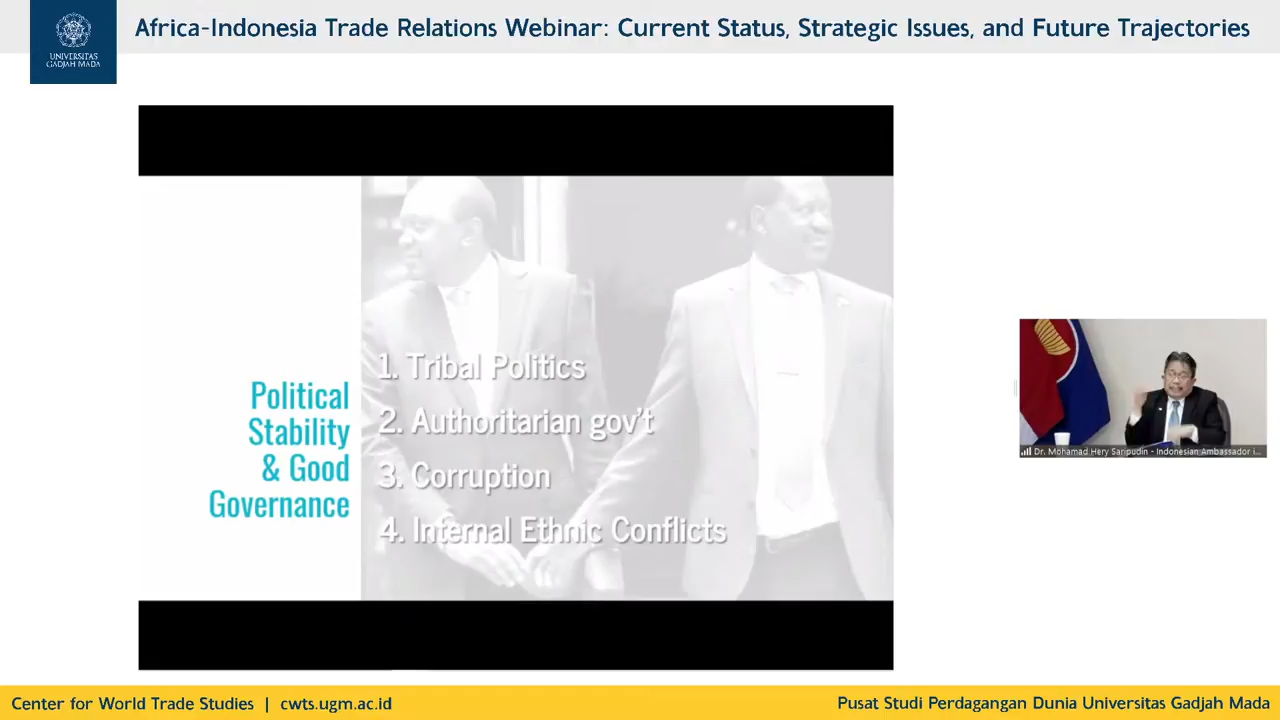 Africa-Indonesia Trade Relations Webinar: Current Status, Strategic Issues, and Future Trajectories
UNIVERSITAS
GADJAH MADA
Political
Stability
& Good
Governance
1. Tribal Politics
2. Authoritarian gov't
3. Corruption
4. Internal Ethnic Conflicts
Dr. Mohamad Hery Saripudin - Indonesian Ambassador i...
Center for World Trade Studies | cwts.ugm.ac.id
Pusat Studi Perdagangan Dunia Universitas Gadjah Mada